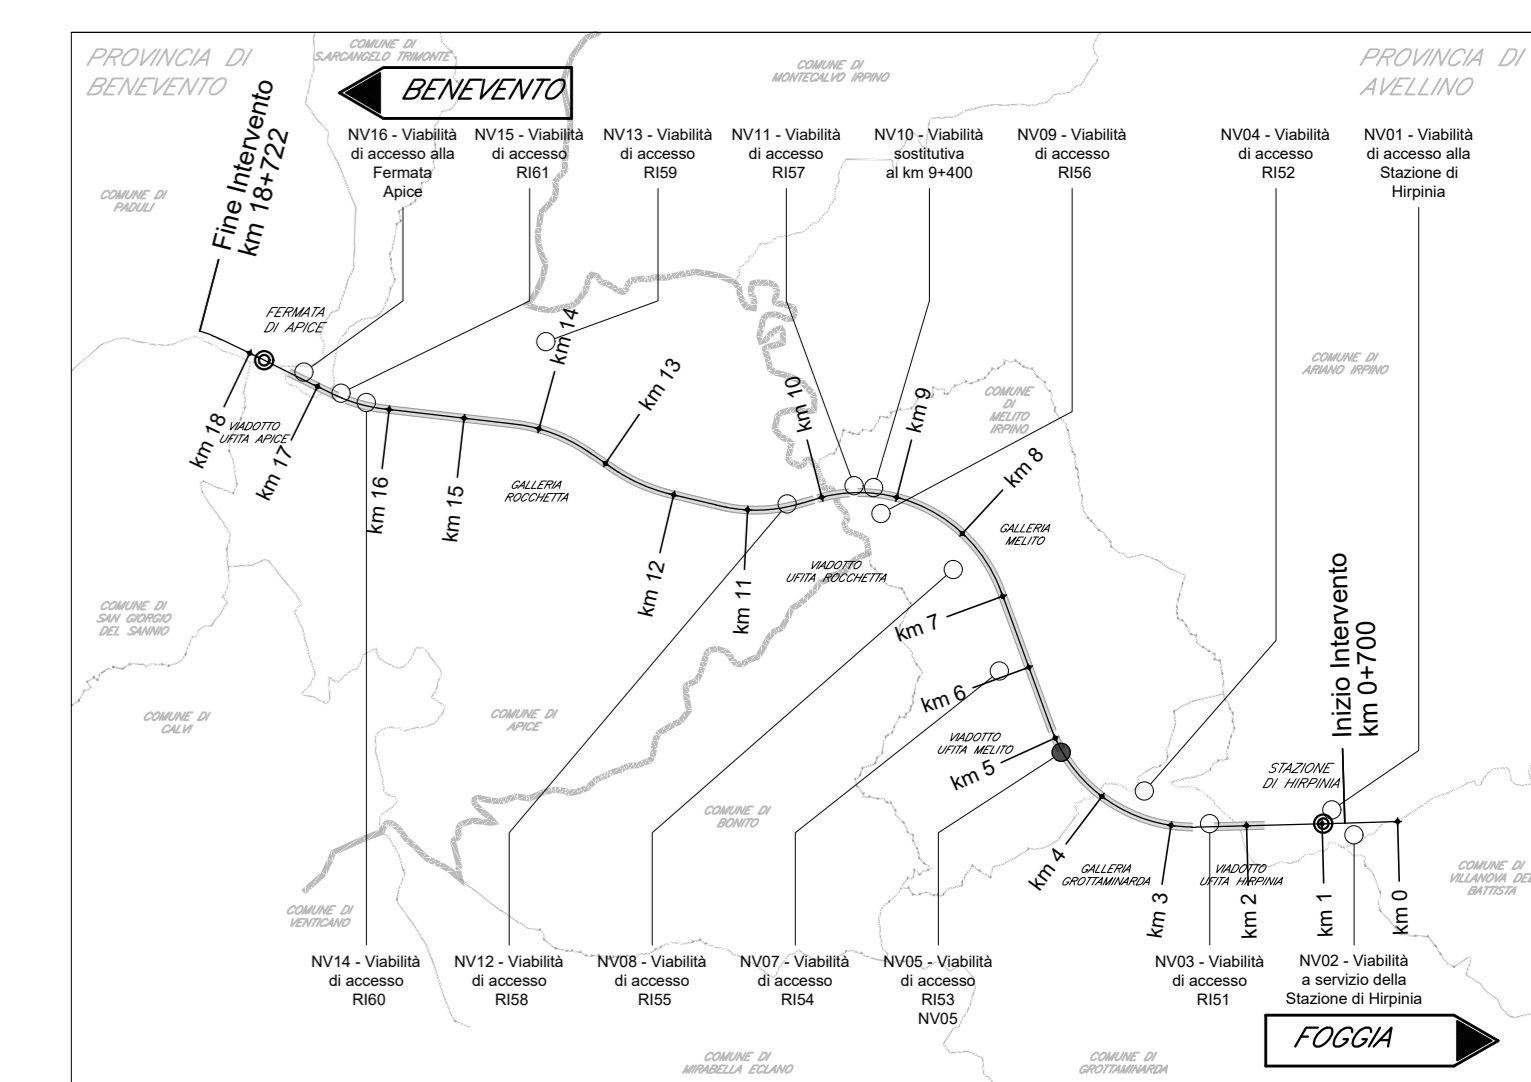 PROVINCIA DI
BENEVENTO
COMUNE DI
S.ARCANGELO TRIMONTE
BENEVENTO
COMUNE DI
MONTECALVO IRPINO
PROVINCIA DI
AVELLINO
Fine Intervento
km 18+722
NV16 - Viabilità
di accesso alla
Fermata
Apice
NV15 - Viabilità
di accesso
RI61
NV13 - Viabilità
di accesso
RI59
NV11 - Viabilità
di accesso
RI57
NV10 - Viabilità
sostitutiva
al km 9+400
NV09 - Viabilità
di accesso
RI56
NV04 - Viabilità
di accesso
RI52
NV01 - Viabilità
di accesso alla
Stazione di
Hirpinia
COMUNE DI
PADULI
FERMATA
DI APICE
km 14
km 13
km 10
km 9
COMUNE
DI
MELITO
IRPINO
COMUNE DI
ARIANO IRPINO
km 18
VIADOTTO
UFITA APICE
km 17
km 16
km 15
GALLERIA
ROCCHETTA
km 8
GALLERIA
MELITO
km 12
km 11
VIADOTTO
UFITA ROCCHETTA
km 7
COMUNE DI
SAN GIORGIO
DEL SANNIO
Inizio Intervento
km 0+700
km 6
COMUNE DI
CALVI
COMUNE DI
APICE
VIADOTTO
UFITA MELITO
km 5
STAZIONE
DI HIRPINIA
COMUNE DI
BONITO
km 4
GALLERIA
GROTTAMINARDA
VIADOTTO
UFITA HIRPINIA
km 3
km 2
km 1
km 0
COMUNE DI
VILLANOVA DEL
BATTISTA
COMUNE DI
VENTICANO
NV14 - Viabilità
di accesso
RI60
NV12 - Viabilità
di accesso
RI58
NV08 - Viabilità
di accesso
RI55
NV07 - Viabilità
di accesso
RI54
NV05 - Viabilità
di accesso
RI53
NV05
NV03 - Viabilità
di accesso
RI51
NV02 - Viabilità
a servizio della
Stazione di Hirpinia
FOGGIA
COMUNE DI
MIRABELLA ECLANO
COMUNE DI
GROTTAMINARDA